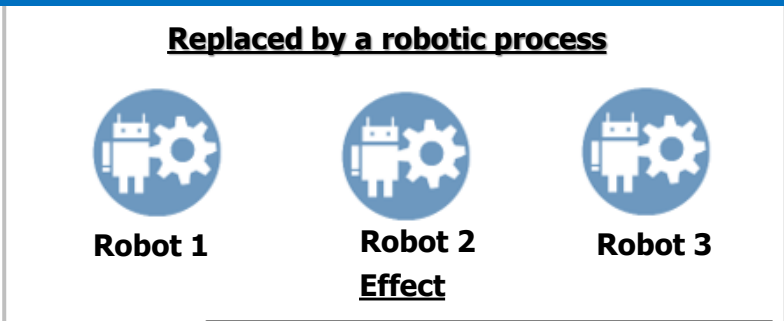 Replaced by a robotic process
Robot 1
Robot 2
Robot 3
Effect